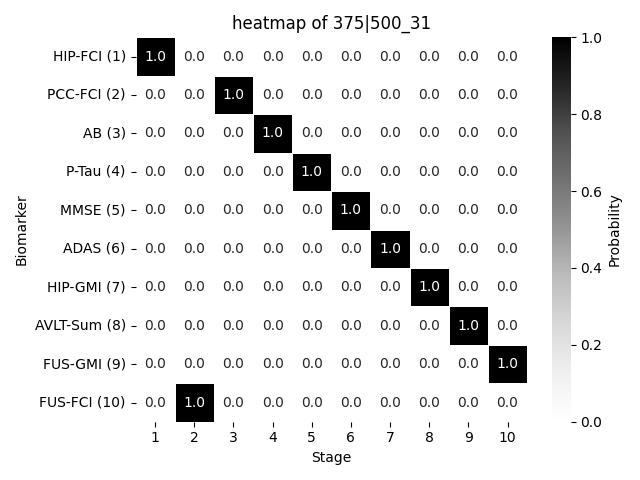 heatmap of 375|500_31
HIP-FCI (1) 1.0 0.0 0.0 0.0 0.0 0.0 0.0 0.0 0.0 0.0
PCC-FCI (2) 0.0 0.0 1.0 0.0 0.0 0.0 0.0 0.0 0.0 0.0
AB (3) 0.0 0.0 0.0 1.0 0.0 0.0 0.0 0.0 0.0 0.0
P-Tau (4) 0.0 0.0 0.0 0.0 1.0 0.0 0.0 0.0 0.0 0.0
MMSE (5) 0.0 0.0 0.0 0.0 0.0 1.0 0.0 0.0 0.0 0.0
ADAS (6) 0.0 0.0 0.0 0.0 0.0 0.0 1.0 0.0 0.0 0.0
HIP-GMI (7) 0.0 0.0 0.0 0.0 0.0 0.0 0.0 1.0 0.0 0.0
AVLT-Sum (8) 0.0 0.0 0.0 0.0 0.0 0.0 0.0 0.0 1.0 0.0
FUS-GMI (9) 0.0 0.0 0.0 0.0 0.0 0.0 0.0 0.0 0.0 1.0
FUS-FCI (10) 0.0 1.0 0.0 0.0 0.0 0.0 0.0 0.0 0.0 0.0
1 2 3 4 5 6 7 8 9 10
Stage
Biomarker
1.0
0.8
0.6
0.4
0.2
0.0
Probability